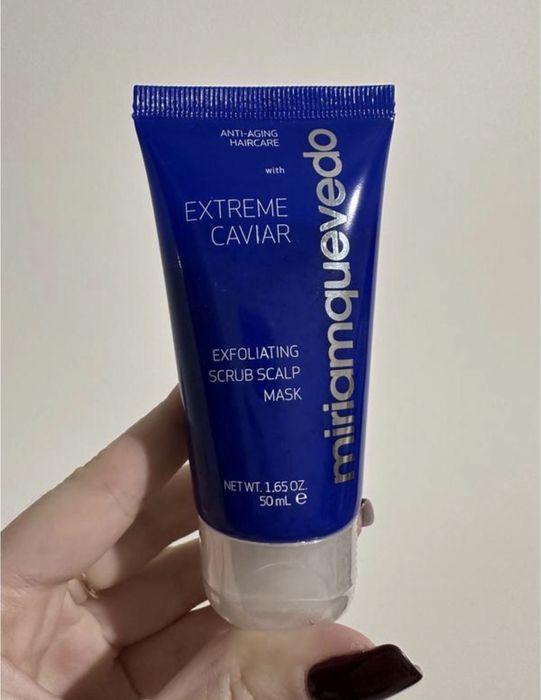 ANTI-AGING
HAIRCARE
with
EXTREME
CAVIAR
miriamquevedo
EXFOLIATING
SCRUB SCALP
MASK
NET WT. 1.65 OZ.
50 mL ℮